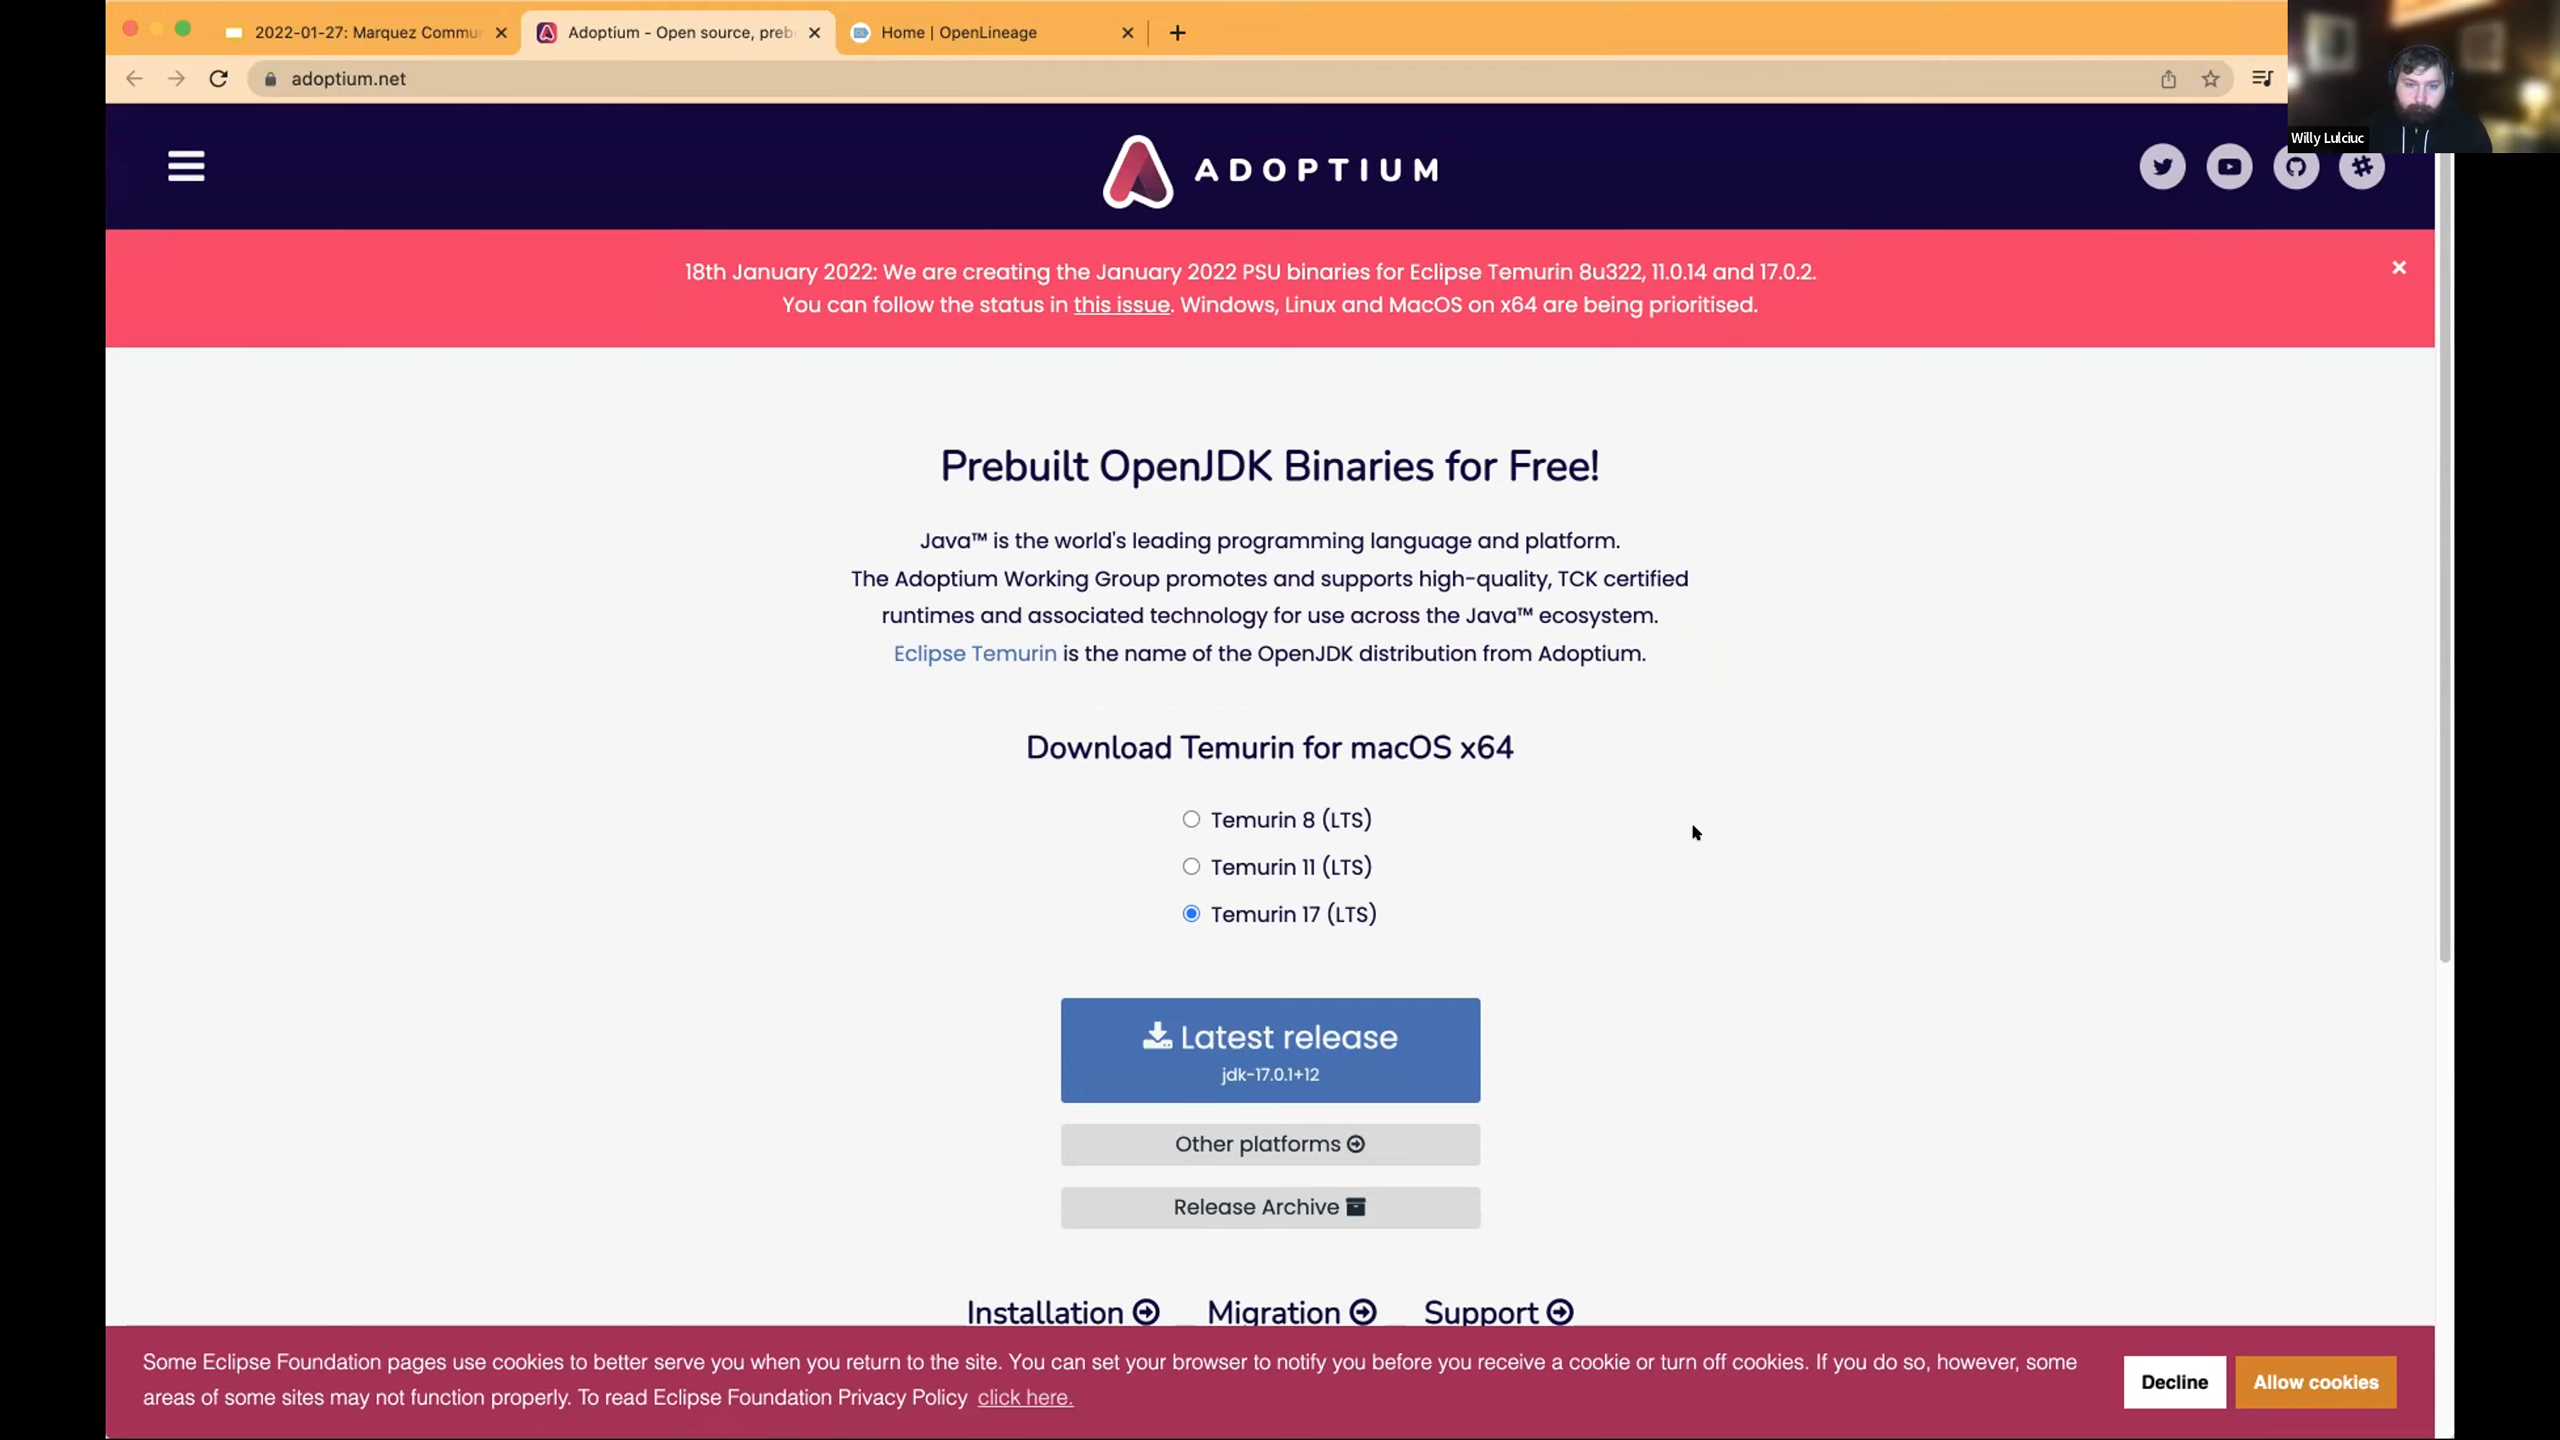 2022-01-27: Marquez Commu
Adoptium - Open source, preb
Home | OpenLineage
adoptium.net
Willy Lulciuc
ADOPTIUM
18th January 2022: We are creating the January 2022 PSU binaries for Eclipse Temurin 8u322, 11.0.14 and 17.0.2.
You can follow the status in this issue. Windows, Linux and MacOS on x64 are being prioritised.
Prebuilt OpenJDK Binaries for Free!
Java™ is the world's leading programming language and platform.
The Adoptium Working Group promotes and supports high-quality, TCK certified
runtimes and associated technology for use across the Java™ ecosystem.
Eclipse Temurin is the name of the OpenJDK distribution from Adoptium.
Download Temurin for macOS x64
Temurin 8 (LTS)
Temurin 11 (LTS)
Temurin 17 (LTS)
Latest release
jdk-17.0.1+12
Other platforms
Release Archive
Installation Migration Support
Some Eclipse Foundation pages use cookies to better serve you when you return to the site. You can set your browser to notify you before you receive a cookie or turn off cookies. If you do so, however, some
areas of some sites may not function properly. To read Eclipse Foundation Privacy Policy click here.
Decline
Allow cookies